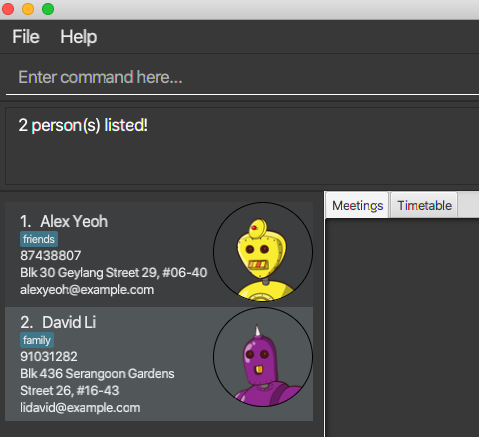 File Help
Enter command here...
2 person(s) listed!
Meetings Timetable
1. Alex Yeoh
friends
87438807
Blk 30 Geylang Street 29, #06-40
alexyeoh@example.com
2. David Li
family
91031282
Blk 436 Serangoon Gardens
Street 26, #16-43
lidavid@example.com